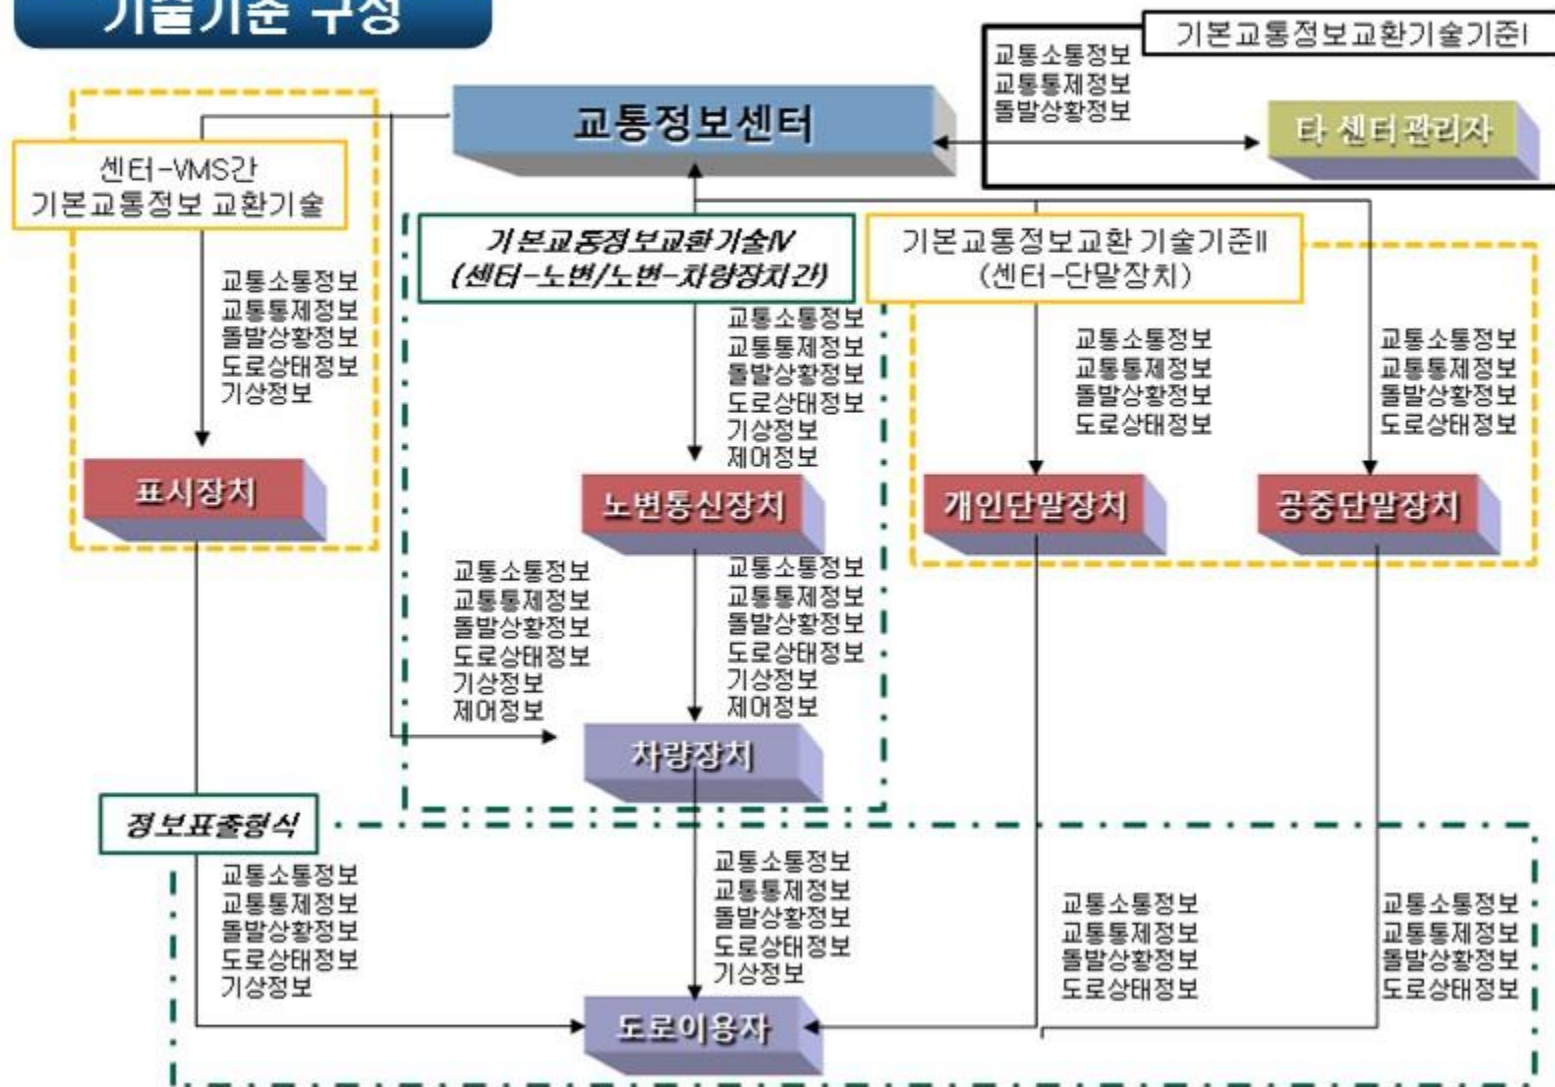 기술기준 구성
기본교통정보교환기술기준Ⅰ
교통소통정보
교통통제정보
돌발상황정보
교통정보센터
타 센터관리자
센터-VMS간
기본교통정보 교환기술
기본교통정보교환기술Ⅳ
(센터-노변/노변-차량장치간)
기본교통정보교환 기술기준Ⅱ
(센터-단말장치)
교통소통정보
교통통제정보
돌발상황정보
도로상태정보
기상정보
교통소통정보
교통통제정보
돌발상황정보
도로상태정보
기상정보
제어정보
교통소통정보
교통통제정보
돌발상황정보
도로상태정보
교통소통정보
교통통제정보
돌발상황정보
도로상태정보
표시장치
노변통신장치
개인단말장치
공중단말장치
교통소통정보
교통통제정보
돌발상황정보
도로상태정보
기상정보
제어정보
교통소통정보
교통통제정보
돌발상황정보
도로상태정보
기상정보
제어정보
차량장치
정보표출형식
교통소통정보
교통통제정보
돌발상황정보
도로상태정보
기상정보
교통소통정보
교통통제정보
돌발상황정보
도로상태정보
기상정보
교통소통정보
교통통제정보
돌발상황정보
도로상태정보
교통소통정보
교통통제정보
돌발상황정보
도로상태정보
도로이용자